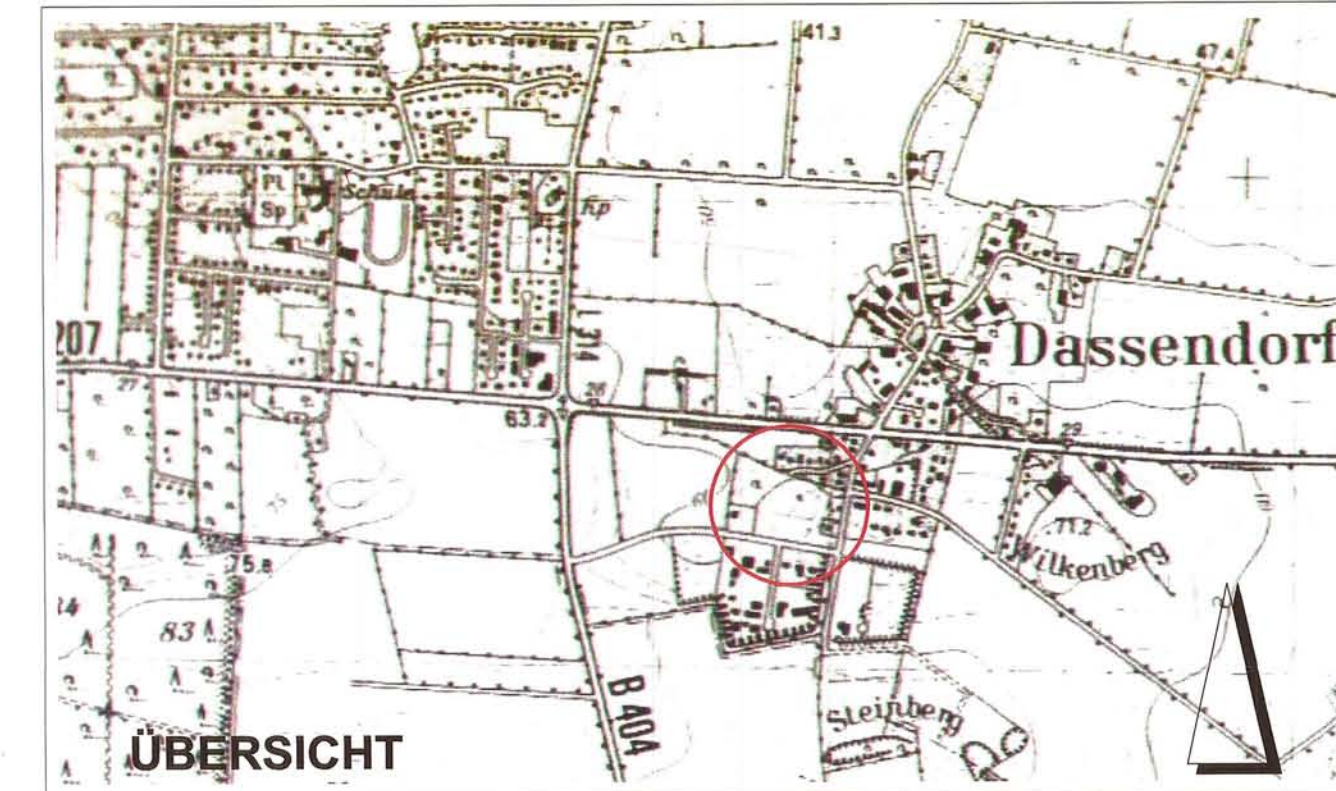 41.3
47.4
Pl
Schule
Sp
Kp
Dassendorf
207
L 314
27
26
63.2
29
75
71.2
Wilkenberg
75.8
83
B 404
Steinberg
ÜBERSICHT